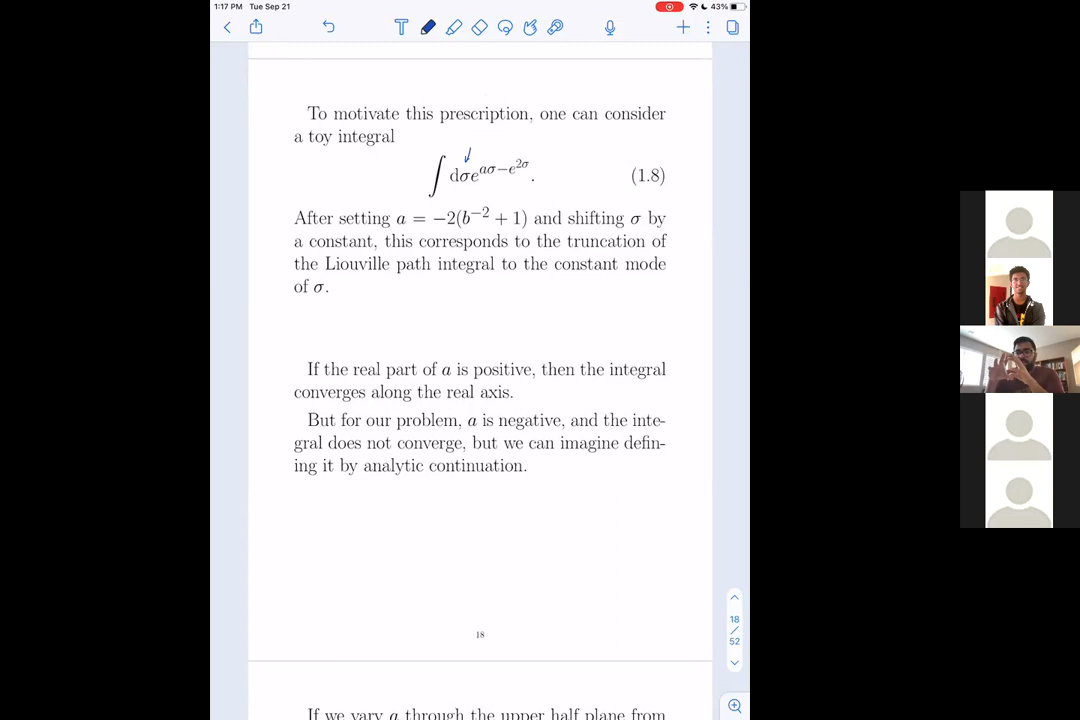 1:17 PM Tue Sep 21
43%
To motivate this prescription, one can consider
a toy integral
∫ dσe^{aσ−e^{2σ}}. (1.8)
After setting a = −2(b^{−2} + 1) and shifting σ by
a constant, this corresponds to the truncation of
the Liouville path integral to the constant mode
of σ.
If the real part of a is positive, then the integral
converges along the real axis.
But for our problem, a is negative, and the inte-
gral does not converge, but we can imagine defin-
ing it by analytic continuation.
18
/
52
18
If we vary a through the upper half plane from